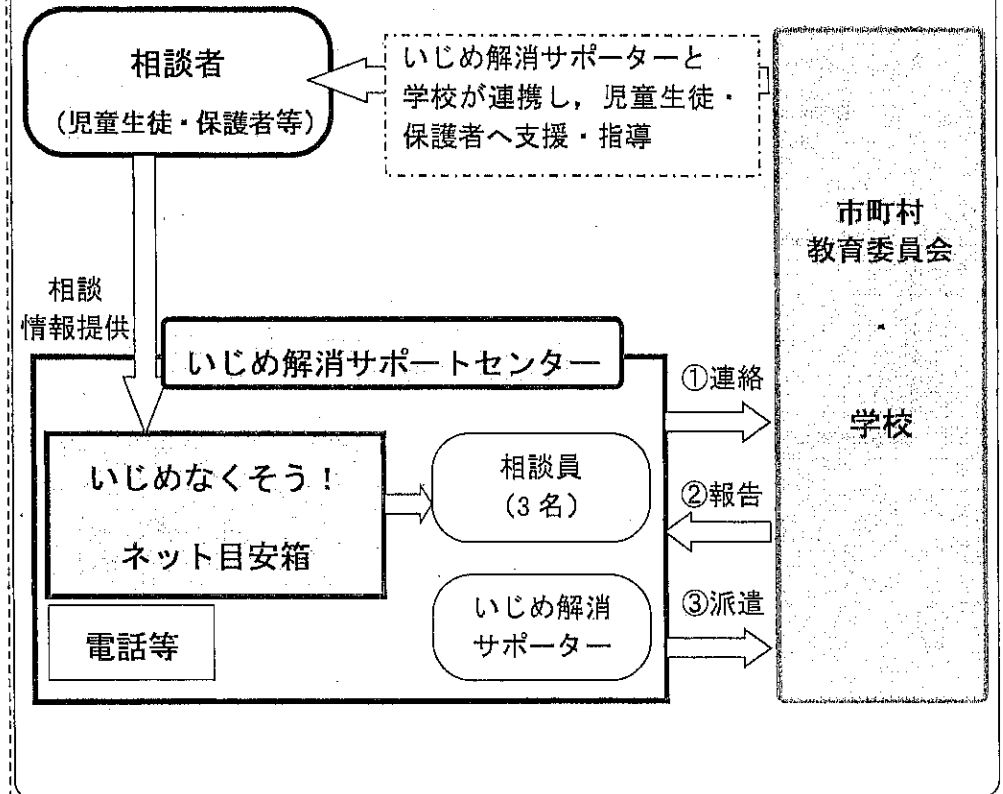 相談者
(児童生徒・保護者等)
いじめ解消サポーターと
学校が連携し,児童生徒・
保護者へ支援・指導
市町村
教育委員会
・
学校
相談
情報提供
いじめ解消サポートセンター
いじめなくそう!
ネット目安箱
電話等
相談員
(3名)
いじめ解消
サポーター
①連絡
②報告
③派遣